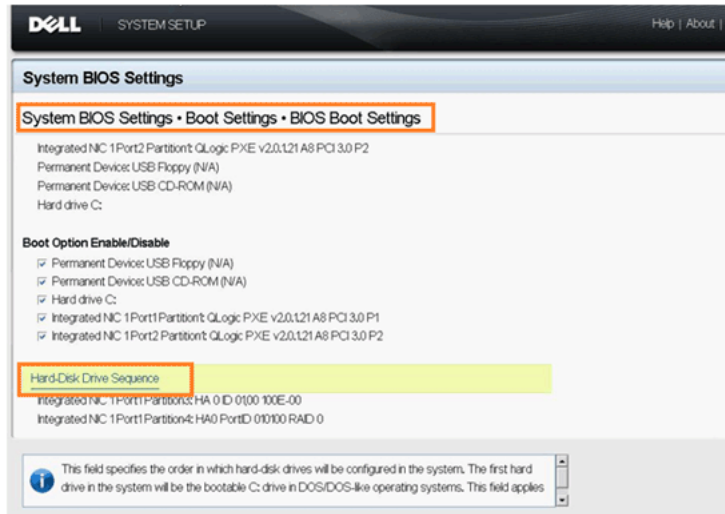 DELL SYSTEM SETUP Help | About |
System BIOS Settings
System BIOS Settings • Boot Settings • BIOS Boot Settings
Integrated NIC 1 Port2 Partition1: QLogic PXE v2.0.1.21 A8 PCI 3.0 P2
Permanent Device: USB Floppy (N/A)
Permanent Device: USB CD-ROM (N/A)
Hard drive C:
Boot Option Enable/Disable
Permanent Device: USB Floppy (N/A)
Permanent Device: USB CD-ROM (N/A)
Hard drive C:
Integrated NIC 1 Port1 Partition1: QLogic PXE v2.0.1.21 A8 PCI 3.0 P1
Integrated NIC 1 Port2 Partition1: QLogic PXE v2.0.1.21 A8 PCI 3.0 P2
Hard-Disk Drive Sequence
Integrated NIC 1 Port1 Partition3: HA 0 ID 01,00 100E-00
Integrated NIC 1 Port1 Partition4: HA0 PortID 010100 RAID 0
This field specifies the order in which hard-disk drives will be configured in the system. The first hard
drive in the system will be the bootable C: drive in DOS/DOS-like operating systems. This field applies